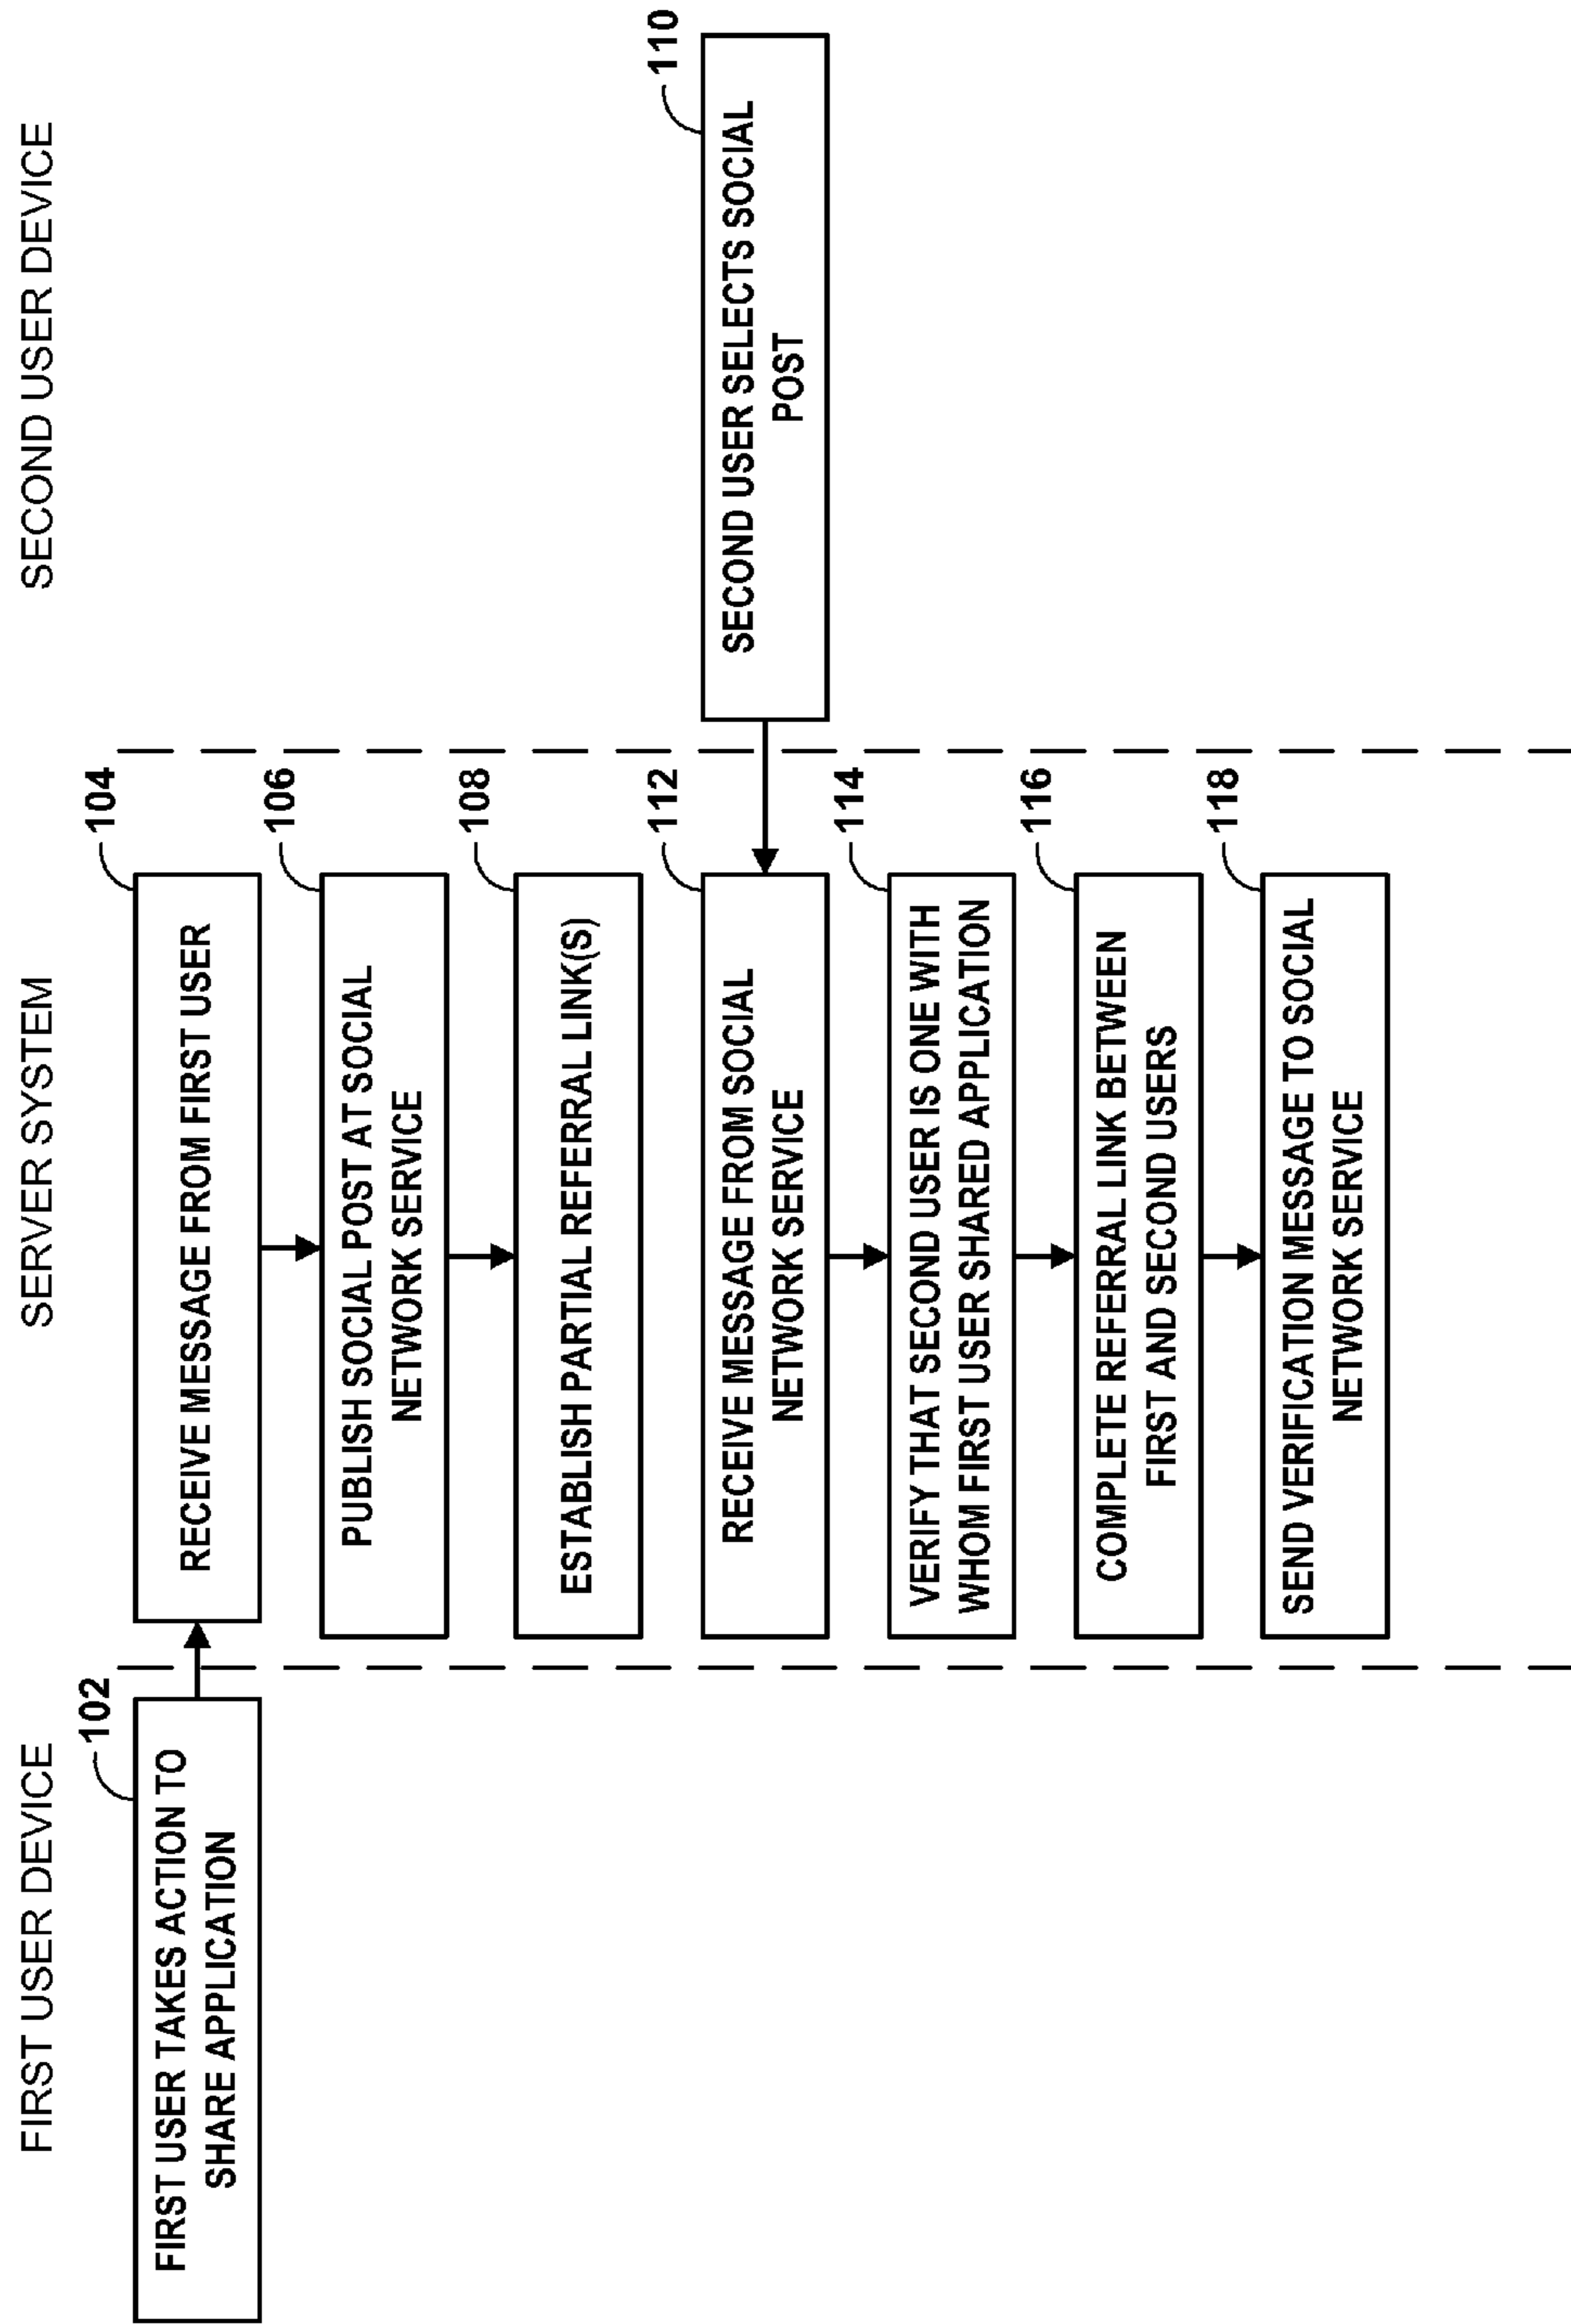 FIRST USER DEVICE
SERVER SYSTEM
SECOND USER DEVICE
102
FIRST USER TAKES ACTION TO
SHARE APPLICATION
104
RECEIVE MESSAGE FROM FIRST USER
106
PUBLISH SOCIAL POST AT SOCIAL
NETWORK SERVICE
108
ESTABLISH PARTIAL REFERRAL LINK(S)
110
SECOND USER SELECTS SOCIAL
POST
112
RECEIVE MESSAGE FROM SOCIAL
NETWORK SERVICE
114
VERIFY THAT SECOND USER IS ONE WITH
WHOM FIRST USER SHARED APPLICATION
116
COMPLETE REFERRAL LINK BETWEEN
FIRST AND SECOND USERS
118
SEND VERIFICATION MESSAGE TO SOCIAL
NETWORK SERVICE